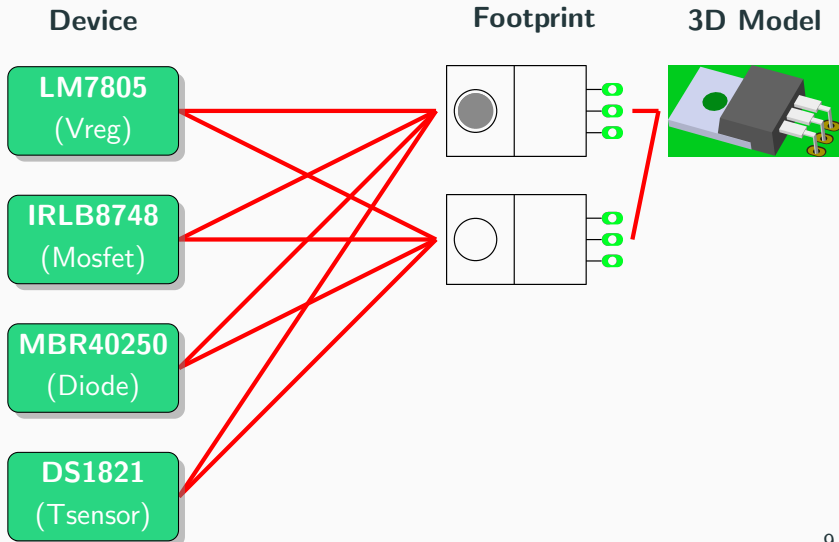 Device
Footprint
3D Model
LM7805
(Vreg)
IRLB8748
(Mosfet)
MBR40250
(Diode)
DS1821
(Tsensor)